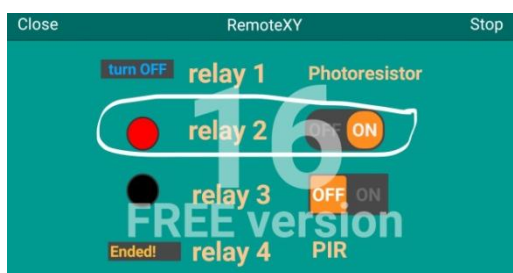 Close RemoteXY Stop
turn OFF relay 1 Photoresistor
16
relay 2 OFF ON
relay 3 OFF ON
FREE version
Ended! relay 4 PIR